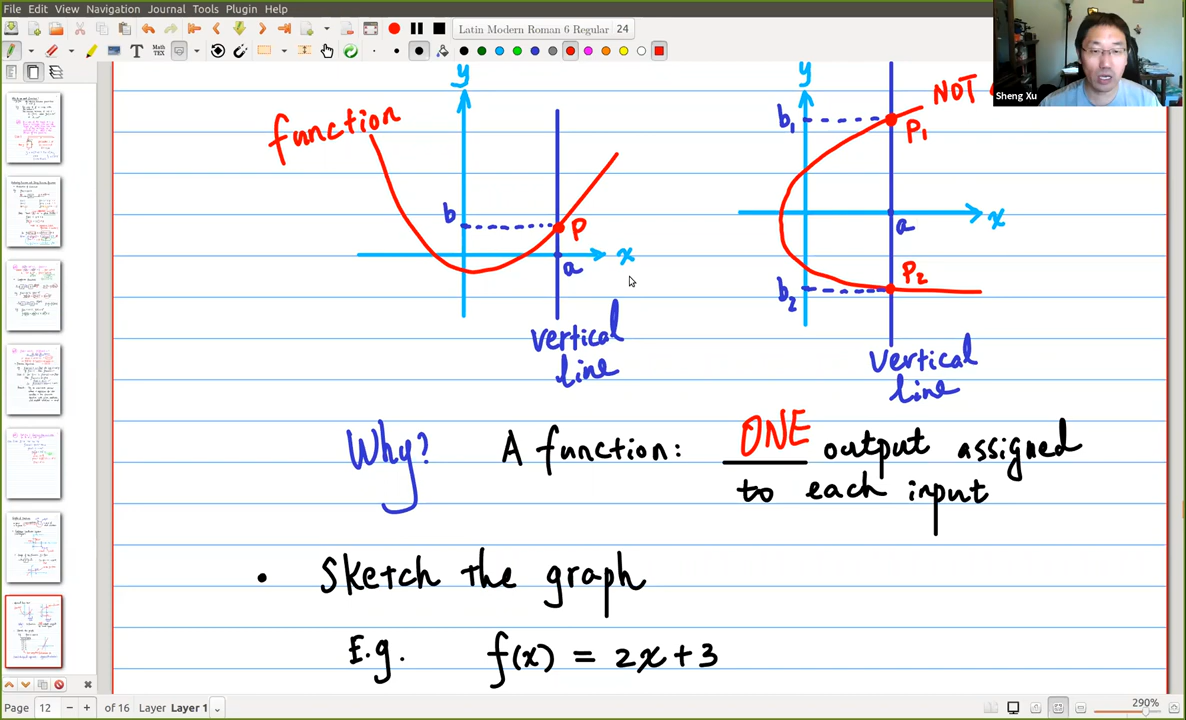 File Edit View Navigation Journal Tools Plugin Help
Latin Modern Roman 6 Regular 24
Sheng Xu
y
y
function
NOT
b₁
P₁
b
P
x
a
a
x
b₂
P₂
vertical
line
vertical
line
Why? A function: ONE output assigned
to each input
• Sketch the graph
E.g. f(x) = 2x + 3
Page 12 of 16 Layer Layer 1
290%